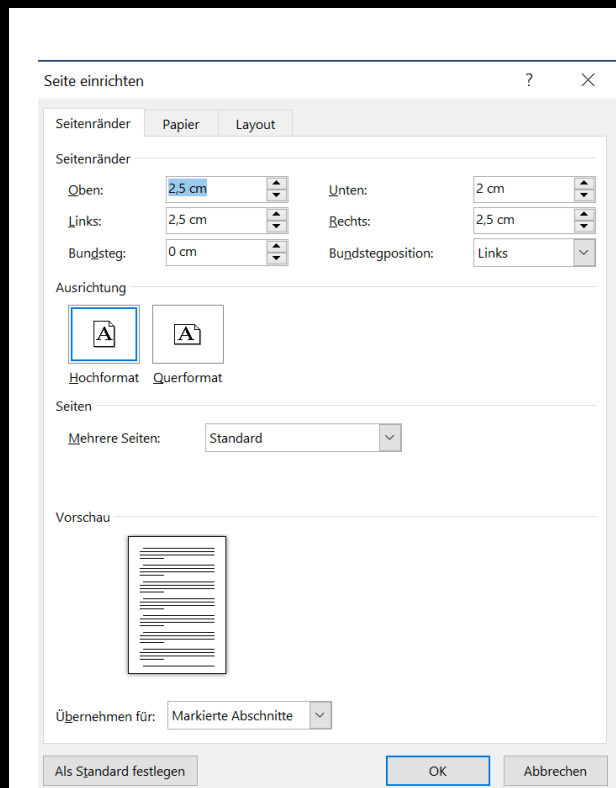 Seite einrichten ?
Seitenränder Papier Layout
Seitenränder
Oben: 2,5 cm Unten: 2 cm
Links: 2,5 cm Rechts: 2,5 cm
Bundsteg: 0 cm Bundstegposition: Links
Ausrichtung
A A
Hochformat Querformat
Seiten
Mehrere Seiten: Standard
Vorschau
Übernehmen für: Markierte Abschnitte
Als Standard festlegen OK Abbrechen